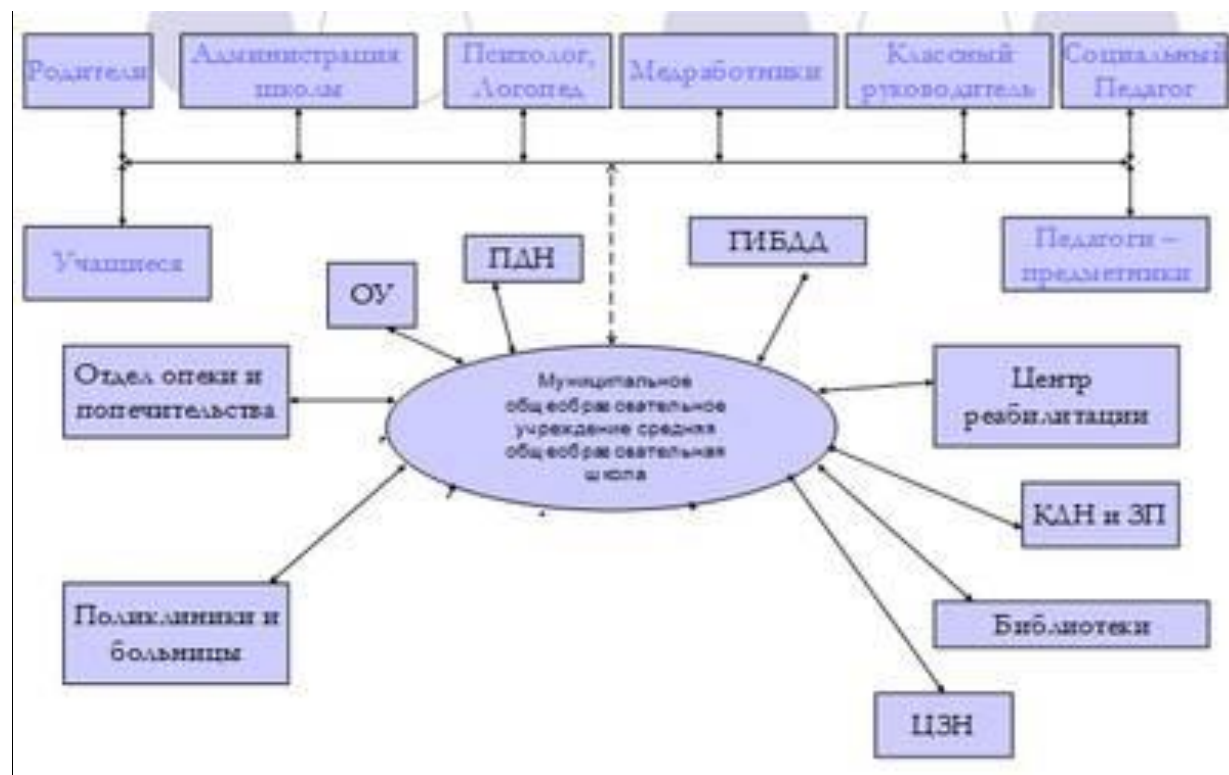 Родители
Администрация
школы
Психолог,
Логопед
Медработники
Классный
руководитель
Социальный
Педагог
Учащиеся
Педагоги –
предметники
ПДН
ГИБДД
ОУ
Отдел опеки и
попечительства
Муниципальное
общеобразовательное
учреждение средняя
общеобразовательная
школа
Центр
реабилитации
КДН и ЗП
Поликлиники и
больницы
Библиотеки
ЦЗН